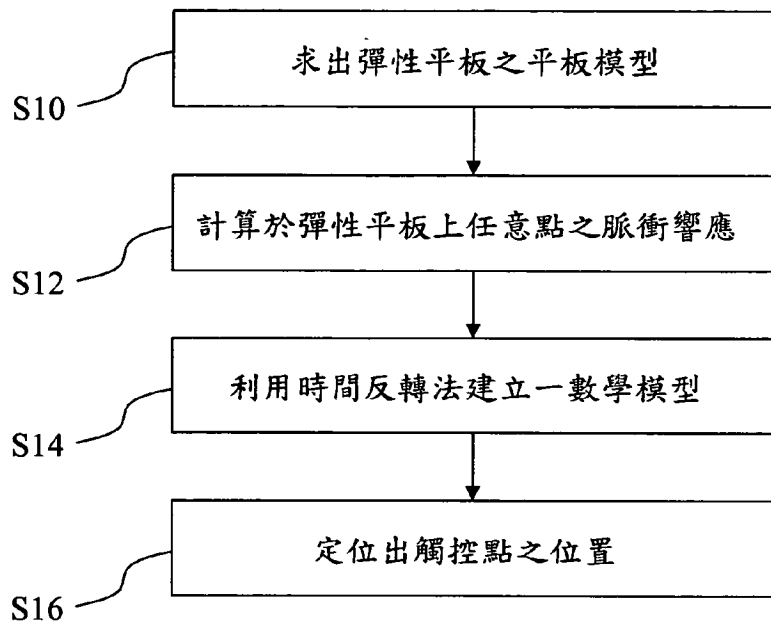 求出彈性平板之平板模型
S10
計算於彈性平板上任意點之脈衝響應
S12
利用時間反轉法建立一數學模型
S14
定位出觸控點之位置
S16